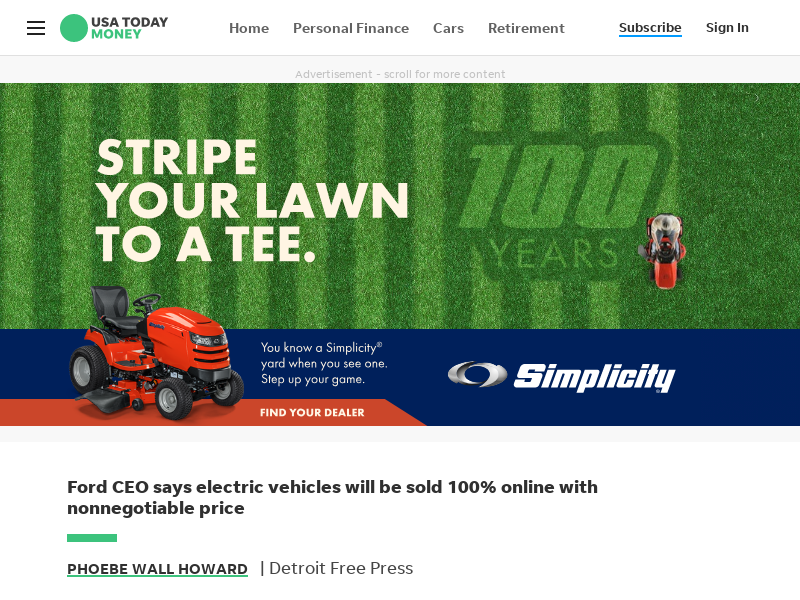 USA TODAY
MONEY
Home
Personal Finance
Cars
Retirement
Subscribe
Sign In
Advertisement - scroll for more content
STRIPE
YOUR LAWN
TO A TEE.
100
YEARS
You know a Simplicity®
yard when you see one.
Step up your game.
Simplicity®
FIND YOUR DEALER
Ford CEO says electric vehicles will be sold 100% online with
nonnegotiable price
PHOEBE WALL HOWARD | Detroit Free Press